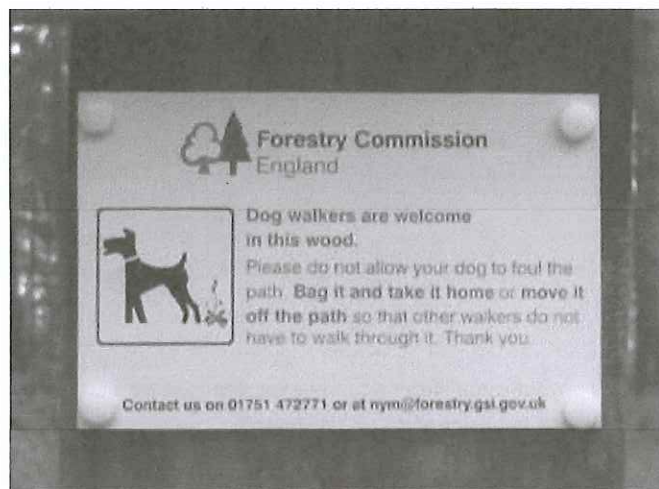 Forestry Commission
England
Dog walkers are welcome
in this wood.
Please do not allow your dog to foul the
path. Bag it and take it home or move it
off the path so that other walkers do not
have to walk through it. Thank you.
Contact us on 01751 472771 or at nym@forestry.gsi.gov.uk